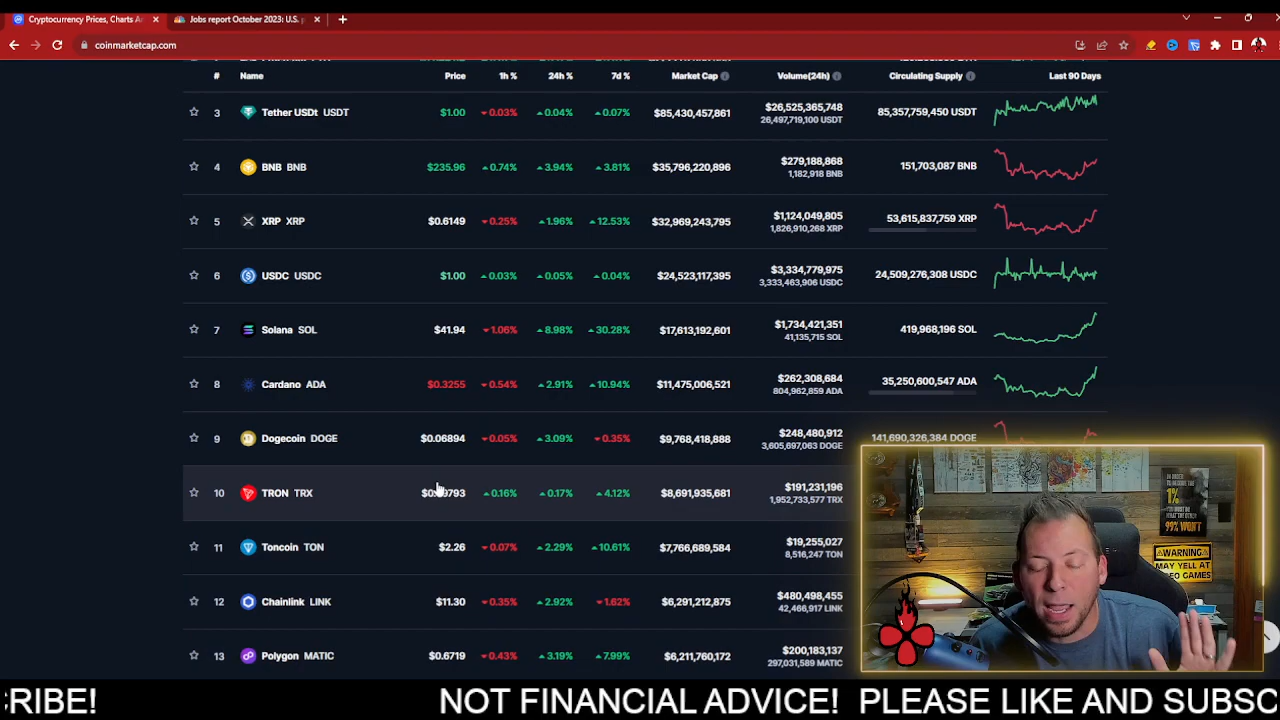 Cryptocurrency Prices, Charts A
Jobs report October 2023: U.S. p
coinmarketcap.com
# Name Price 1h % 24h % 7d % Market Cap Volume(24h) Circulating Supply Last 90 Days
3 Tether USDt USDT $1.00 0.03% 0.04% 0.07% $85,430,457,861 $26,525,365,748 85,357,759,450 USDT
26,497,719,100 USDT
4 BNB BNB $235.96 0.74% 3.94% 3.81% $35,796,220,896 $279,188,868 151,703,087 BNB
1,182,918 BNB
5 XRP XRP $0.6149 0.25% 1.96% 12.53% $32,969,243,795 $1,124,049,805 53,615,837,759 XRP
1,826,910,268 XRP
6 USDC USDC $1.00 0.03% 0.05% 0.04% $24,523,117,395 $3,334,779,975 24,509,276,308 USDC
3,333,463,906 USDC
7 Solana SOL $41.94 1.06% 8.98% 30.28% $17,613,192,601 $1,734,421,351 419,968,196 SOL
41,135,715 SOL
8 Cardano ADA $0.3255 0.54% 2.91% 10.94% $11,475,006,521 $262,308,684 35,250,600,547 ADA
804,962,859 ADA
9 Dogecoin DOGE $0.06894 0.05% 3.09% 0.35% $9,768,418,888 $248,480,912 141,690,326,384 DOGE
3,605,697,063 DOGE
10 TRON TRX 0.16% 0.17% 4.12% $8,691,935,681 $191,231,196
1,952,733,577 TRX
11 Toncoin TON $2.26 0.07% 2.29% 10.61% $7,766,689,584 $19,255,027
8,516,247 TON
12 Chainlink LINK $11.30 0.35% 2.92% 1.62% $6,291,212,875 $480,498,455
42,466,917 LINK
13 Polygon MATIC $0.6719 0.43% 3.19% 7.99% $6,211,760,172 $200,183,137
297,031,589 MATIC
1%
99% WON'T
WARNING
MAY YELL AT
GAMES
RIBE! NOT FINANCIAL ADVICE! PLEASE LIKE AND SUBSC